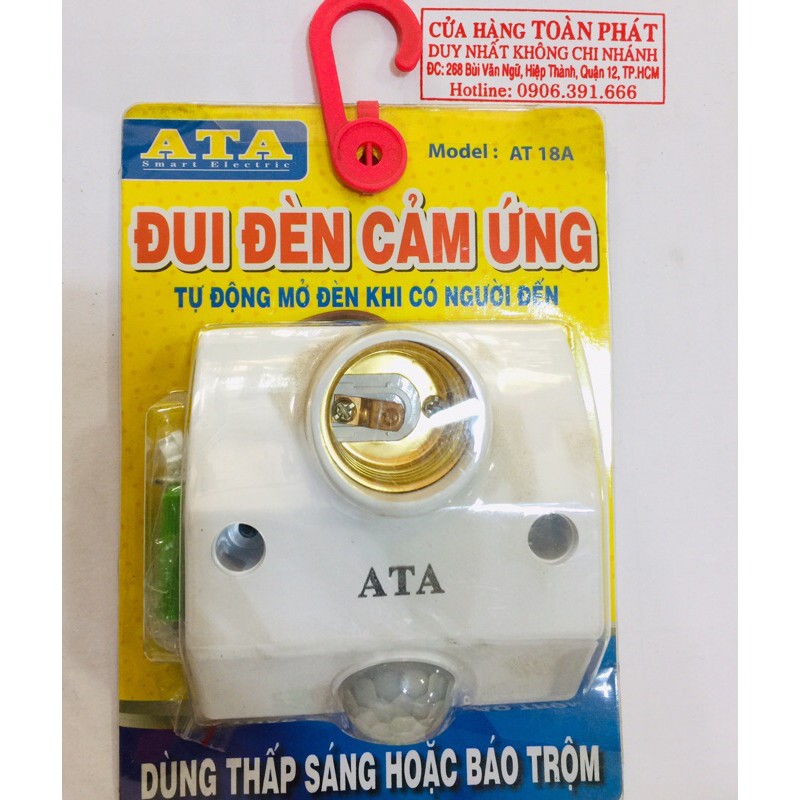 CỬA HÀNG TOÀN PHÁT
DUY NHẤT KHÔNG CHI NHÁNH
ĐC: 268 Bùi Văn Ngữ, Hiệp Thành, Quận 12, TP.HCM
Hotline: 0906.391.666
ATA
Smart Electric
Model : AT 18A
ĐUI ĐÈN CẢM ỨNG
TỰ ĐỘNG MỞ ĐÈN KHI CÓ NGƯỜI ĐẾN
ATA
DÙNG THẤP SÁNG HOẶC BÁO TRỘM